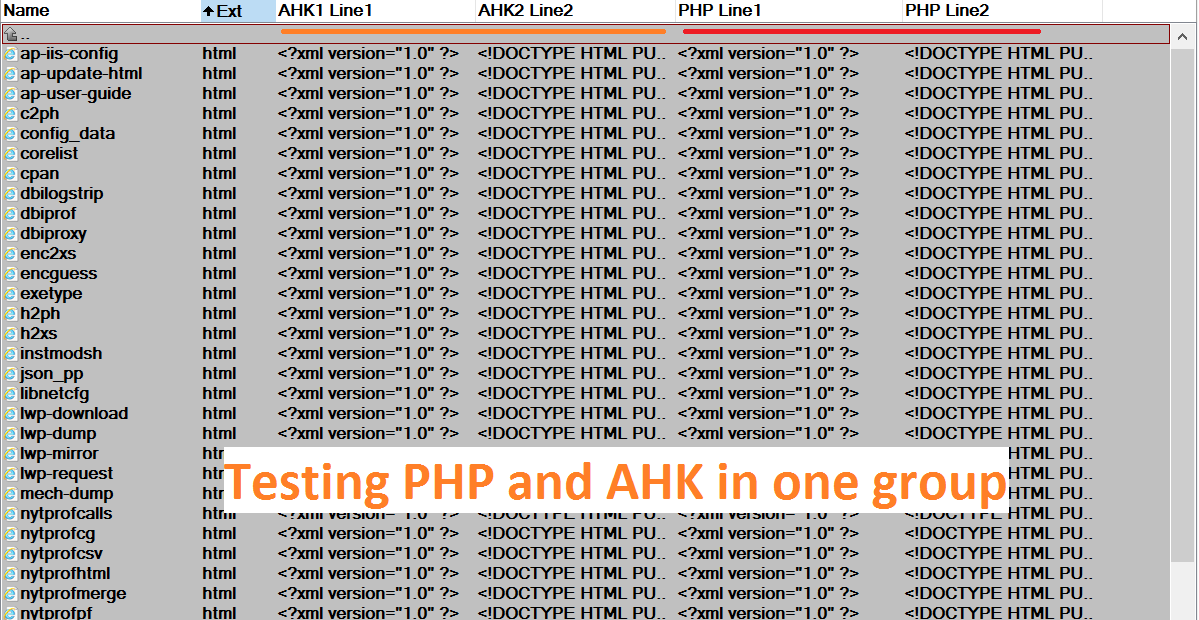 Name Ext AHK1 Line1 AHK2 Line2 PHP Line1 PHP Line2
..
ap-iis-config html <?xml version="1.0" ?> <!DOCTYPE HTML PU.. <?xml version="1.0" ?> <!DOCTYPE HTML PU..
ap-update-html html <?xml version="1.0" ?> <!DOCTYPE HTML PU.. <?xml version="1.0" ?> <!DOCTYPE HTML PU..
ap-user-guide html <?xml version="1.0" ?> <!DOCTYPE HTML PU.. <?xml version="1.0" ?> <!DOCTYPE HTML PU..
c2ph html <?xml version="1.0" ?> <!DOCTYPE HTML PU.. <?xml version="1.0" ?> <!DOCTYPE HTML PU..
config_data html <?xml version="1.0" ?> <!DOCTYPE HTML PU.. <?xml version="1.0" ?> <!DOCTYPE HTML PU..
corelist html <?xml version="1.0" ?> <!DOCTYPE HTML PU.. <?xml version="1.0" ?> <!DOCTYPE HTML PU..
cpan html <?xml version="1.0" ?> <!DOCTYPE HTML PU.. <?xml version="1.0" ?> <!DOCTYPE HTML PU..
dbilogstrip html <?xml version="1.0" ?> <!DOCTYPE HTML PU.. <?xml version="1.0" ?> <!DOCTYPE HTML PU..
dbiprof html <?xml version="1.0" ?> <!DOCTYPE HTML PU.. <?xml version="1.0" ?> <!DOCTYPE HTML PU..
dbiproxy html <?xml version="1.0" ?> <!DOCTYPE HTML PU.. <?xml version="1.0" ?> <!DOCTYPE HTML PU..
enc2xs html <?xml version="1.0" ?> <!DOCTYPE HTML PU.. <?xml version="1.0" ?> <!DOCTYPE HTML PU..
encguess html <?xml version="1.0" ?> <!DOCTYPE HTML PU.. <?xml version="1.0" ?> <!DOCTYPE HTML PU..
exetype html <?xml version="1.0" ?> <!DOCTYPE HTML PU.. <?xml version="1.0" ?> <!DOCTYPE HTML PU..
h2ph html <?xml version="1.0" ?> <!DOCTYPE HTML PU.. <?xml version="1.0" ?> <!DOCTYPE HTML PU..
h2xs html <?xml version="1.0" ?> <!DOCTYPE HTML PU.. <?xml version="1.0" ?> <!DOCTYPE HTML PU..
instmodsh html <?xml version="1.0" ?> <!DOCTYPE HTML PU.. <?xml version="1.0" ?> <!DOCTYPE HTML PU..
json_pp html <?xml version="1.0" ?> <!DOCTYPE HTML PU.. <?xml version="1.0" ?> <!DOCTYPE HTML PU..
libnetcfg html <?xml version="1.0" ?> <!DOCTYPE HTML PU.. <?xml version="1.0" ?> <!DOCTYPE HTML PU..
lwp-download html <?xml version="1.0" ?> <!DOCTYPE HTML PU.. <?xml version="1.0" ?> <!DOCTYPE HTML PU..
lwp-dump html <?xml version="1.0" ?> <!DOCTYPE HTML PU.. <?xml version="1.0" ?> <!DOCTYPE HTML PU..
lwp-mirror HTML PU..
lwp-request HTML PU..
Testing PHP and AHK in one group
mech-dump HTML PU..
nytprofcalls html <?xml version="1.0" ?> <!DOCTYPE HTML PU.. <?xml version="1.0" ?> <!DOCTYPE HTML PU..
nytprofcg html <?xml version="1.0" ?> <!DOCTYPE HTML PU.. <?xml version="1.0" ?> <!DOCTYPE HTML PU..
nytprofcsv html <?xml version="1.0" ?> <!DOCTYPE HTML PU.. <?xml version="1.0" ?> <!DOCTYPE HTML PU..
nytprofhtml html <?xml version="1.0" ?> <!DOCTYPE HTML PU.. <?xml version="1.0" ?> <!DOCTYPE HTML PU..
nytprofmerge html <?xml version="1.0" ?> <!DOCTYPE HTML PU.. <?xml version="1.0" ?> <!DOCTYPE HTML PU..
nytprofpf html <?xml version="1.0" ?> <!DOCTYPE HTML PU.. <?xml version="1.0" ?> <!DOCTYPE HTML PU..